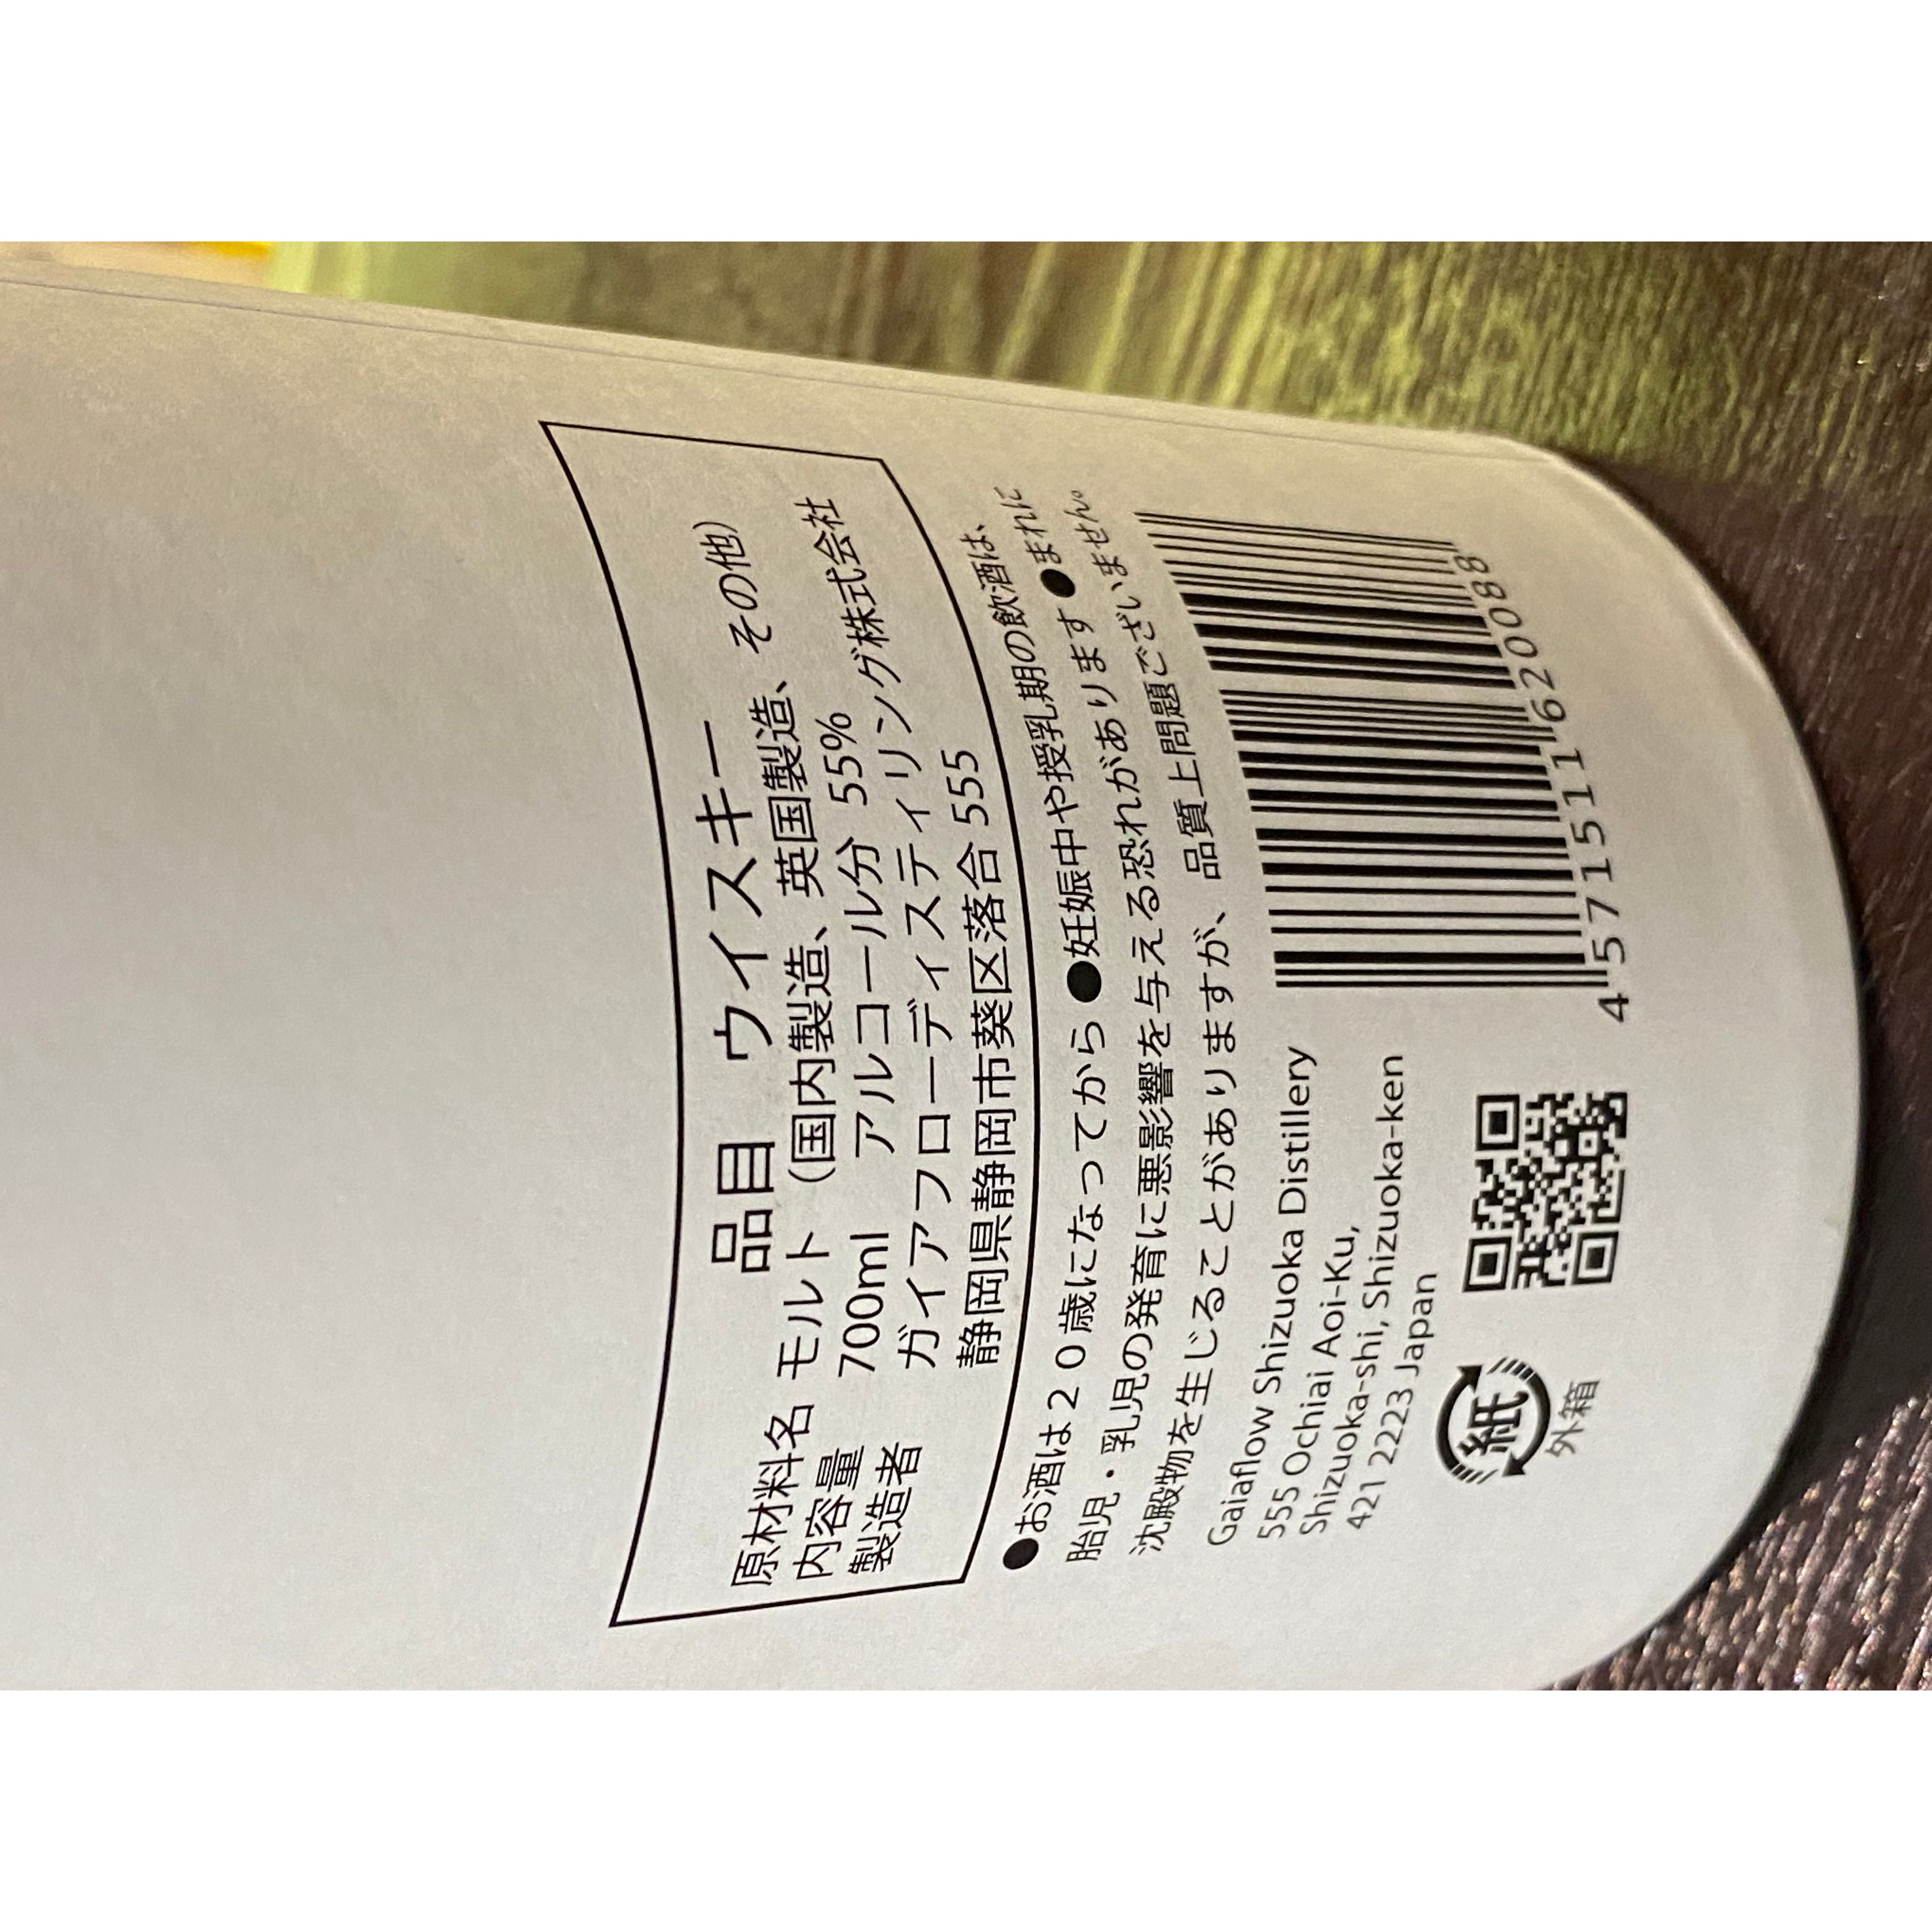 品目 ウイスキー
原材料名 モルト（国内製造、英国製造、その他）
内容量 700ml アルコール分 55%
製造者 ガイアフローディスティリング株式会社
静岡県静岡市葵区落合 555
●お酒は２０歳になってから ●妊娠中や授乳期の飲酒は、
胎児・乳児の発育に悪影響を与える恐れがあります ●まれに
沈殿物を生じることがありますが、品質上問題ございません。
Gaiaflow Shizuoka Distillery
555 Ochiai Aoi-Ku,
Shizuoka-shi, Shizuoka-ken
421 2223 Japan
紙
外箱
4 571511 620088